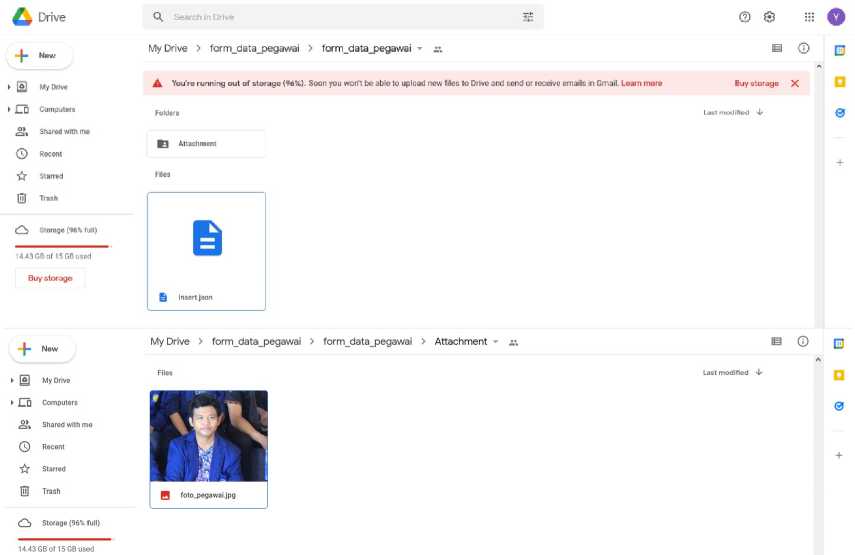 Drive
Search in Drive
Y
New
My Drive > form_data_pegawai > form_data_pegawai
My Drive
Computers
Shared with me
Recent
Starred
Trash
Storage (96% full)
14.43 GB of 15 GB used
Buy storage
You're running out of storage (96%). Soon you won't be able to upload new files to Drive and send or receive emails in Gmail. Learn more
Buy storage
Folders
Last modified
Attachment
Files
Insert.json
New
My Drive > form_data_pegawai > form_data_pegawai > Attachment
My Drive
Computers
Shared with me
Recent
Starred
Trash
Storage (96% full)
14.43 GB of 15 GB used
Files
Last modified
foto_pegawai.jpg